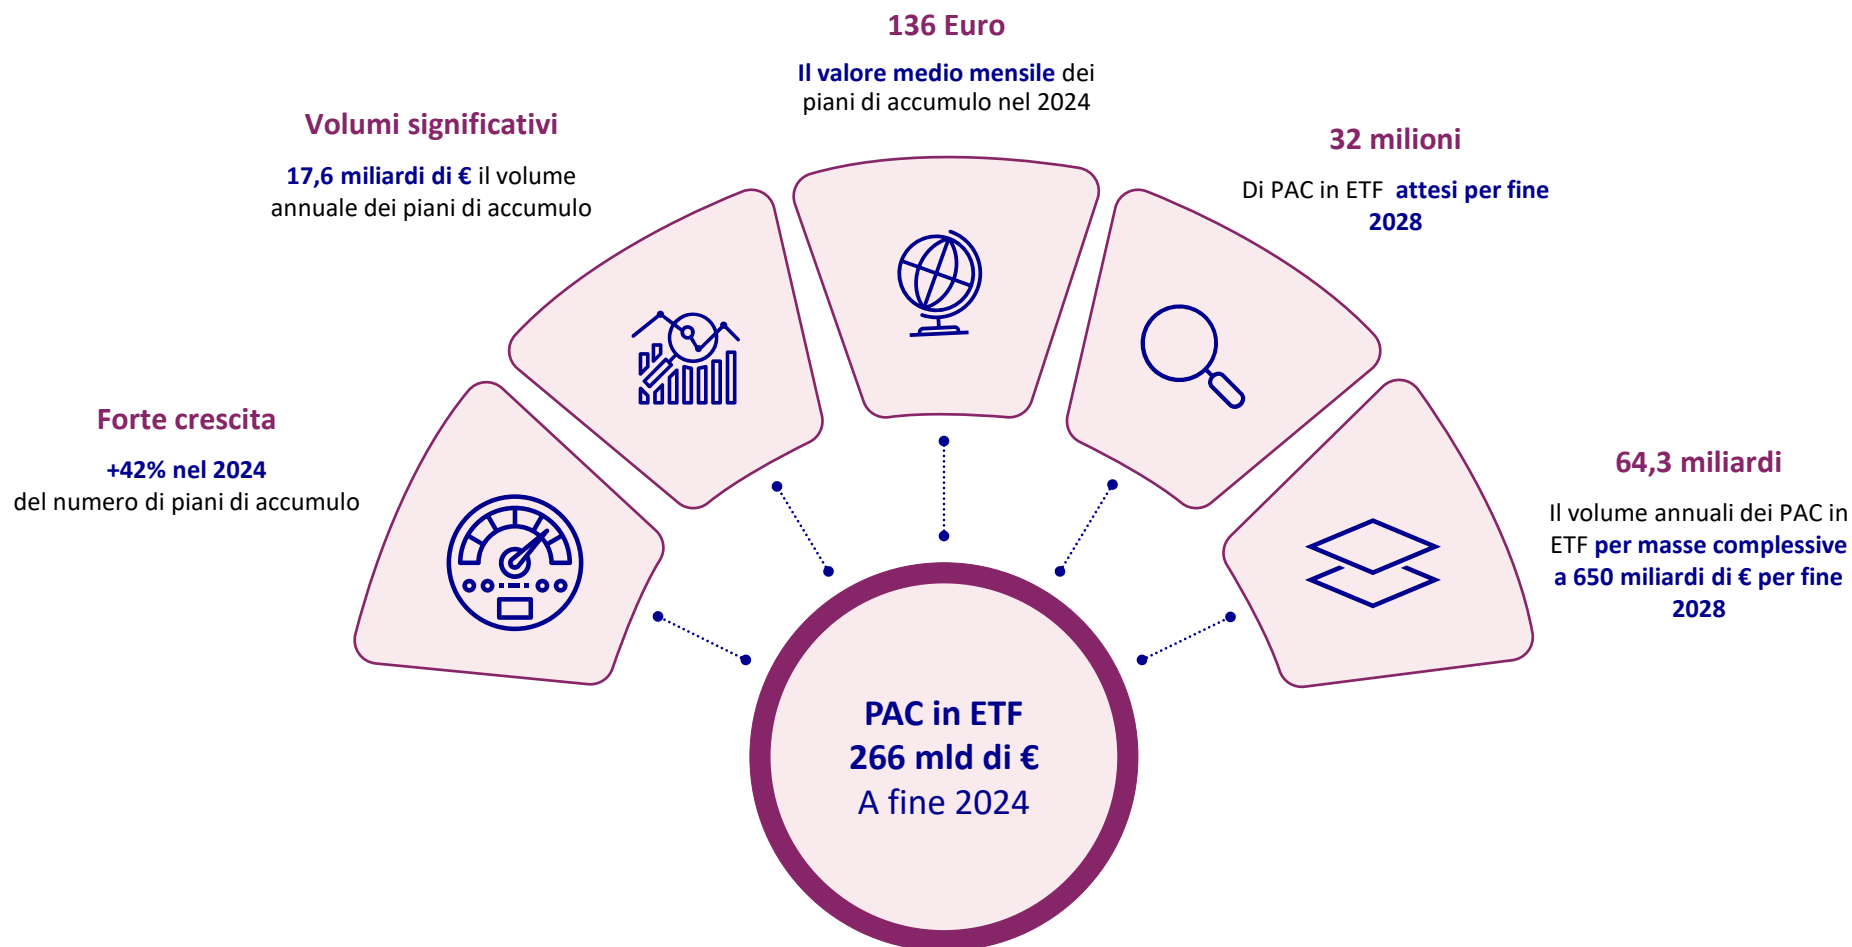 Forte crescita
+42% nel 2024
del numero di piani di accumulo
Volumi significativi
17,6 miliardi di € il volume
annuale dei piani di accumulo
136 Euro
Il valore medio mensile dei
piani di accumulo nel 2024
32 milioni
Di PAC in ETF attesi per fine
2028
64,3 miliardi
Il volume annuali dei PAC in
ETF per masse complessive
a 650 miliardi di € per fine
2028
PAC in ETF
266 mld di €
A fine 2024